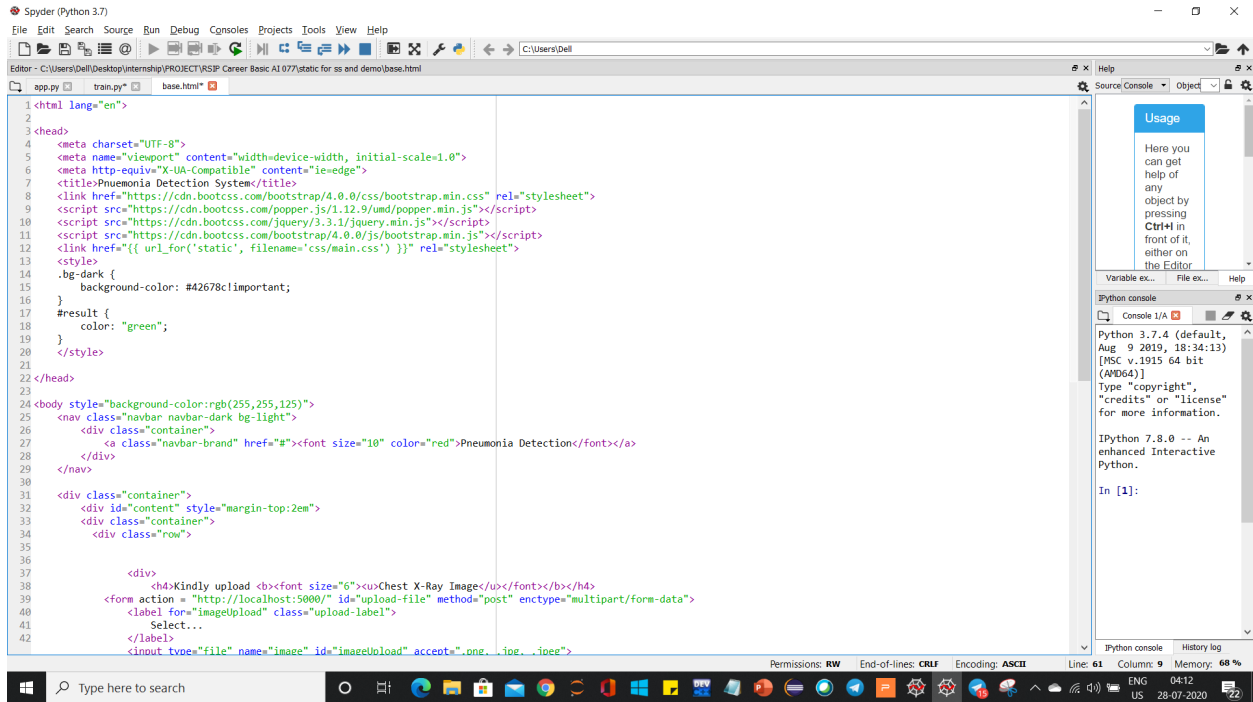 Spyder (Python 3.7)
File Edit Search Source Run Debug Consoles Projects Tools View Help
C:\Users\Dell
Editor - C:\Users\Dell\Desktop\internship\PROJECT\RSIP Career Basic AI 077\static for ss and demo\base.html
app.py train.py* base.html*
1 <html lang="en">
2
3 <head>
4     <meta charset="UTF-8">
5     <meta name="viewport" content="width=device-width, initial-scale=1.0">
6     <meta http-equiv="X-UA-Compatible" content="ie=edge">
7     <title>Pnuemonia Detection System</title>
8     <link href="https://cdn.bootcss.com/bootstrap/4.0.0/css/bootstrap.min.css" rel="stylesheet">
9     <script src="https://cdn.bootcss.com/popper.js/1.12.9/umd/popper.min.js"></script>
10     <script src="https://cdn.bootcss.com/jquery/3.3.1/jquery.min.js"></script>
11     <script src="https://cdn.bootcss.com/bootstrap/4.0.0/js/bootstrap.min.js"></script>
12     <link href="{{ url_for('static', filename='css/main.css') }}" rel="stylesheet">
13     <style>
14     .bg-dark {
15         background-color: #42678c!important;
16     }
17     #result {
18         color: "green";
19     }
20     </style>
21
22 </head>
23
24 <body style="background-color:rgb(255,255,125)">
25     <nav class="navbar navbar-dark bg-light">
26         <div class="container">
27             <a class="navbar-brand" href="#"><font size="10" color="red">Pneumonia Detection</font></a>
28         </div>
29     </nav>
30
31     <div class="container">
32         <div id="content" style="margin-top:2em">
33         <div class="container">
34           <div class="row">
35
36
37                 <div>
38                     <h4>Kindly upload <b><font size="6"><u>Chest X-Ray Image</u></font></b></h4>
39             <form action = "http://localhost:5000/" id="upload-file" method="post" enctype="multipart/form-data">
40                 <label for="imageUpload" class="upload-label">
41                     Select...
42                 </label>
<input type="file" name="image" id="imageUpload" accept=".png, .jpg, .jpeg">
Help
Source Console Object
Usage
Here you
can get
help of
any
object by
pressing
Ctrl+I in
front of it,
either on
the Editor
Variable ex... File ex... Help
IPython console
Console 1/A
Python 3.7.4 (default,
Aug  9 2019, 18:34:13)
[MSC v.1915 64 bit
(AMD64)]
Type "copyright",
"credits" or "license"
for more information.

IPython 7.8.0 -- An
enhanced Interactive
Python.

In [1]:
IPython console History log
Permissions: RW End-of-lines: CRLF Encoding: ASCII Line: 61 Column: 9 Memory: 68 %
Type here to search
DEV
15
ENG
US
04:12
28-07-2020
22